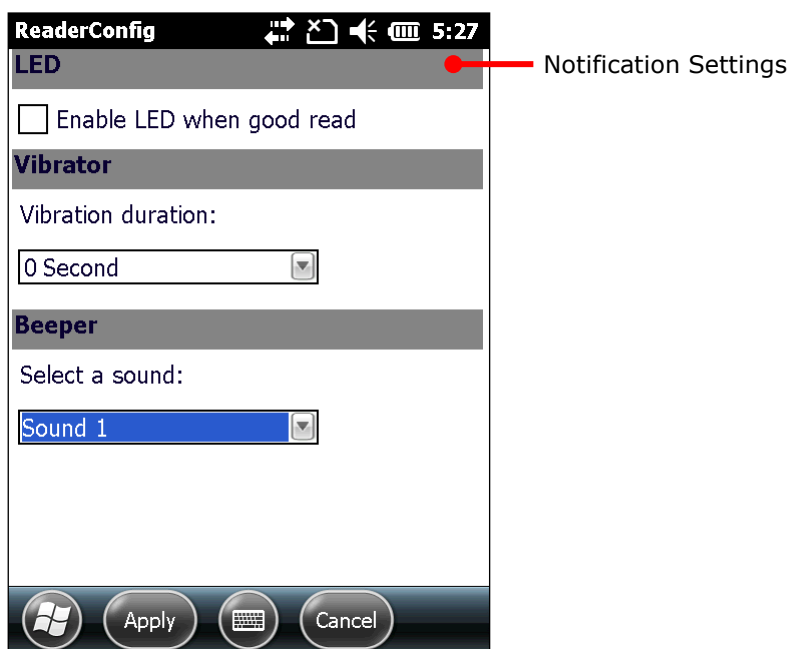 ReaderConfig 5:27
LED
Notification Settings
Enable LED when good read
Vibrator
Vibration duration:
0 Second
Beeper
Select a sound:
Sound 1
Apply Cancel